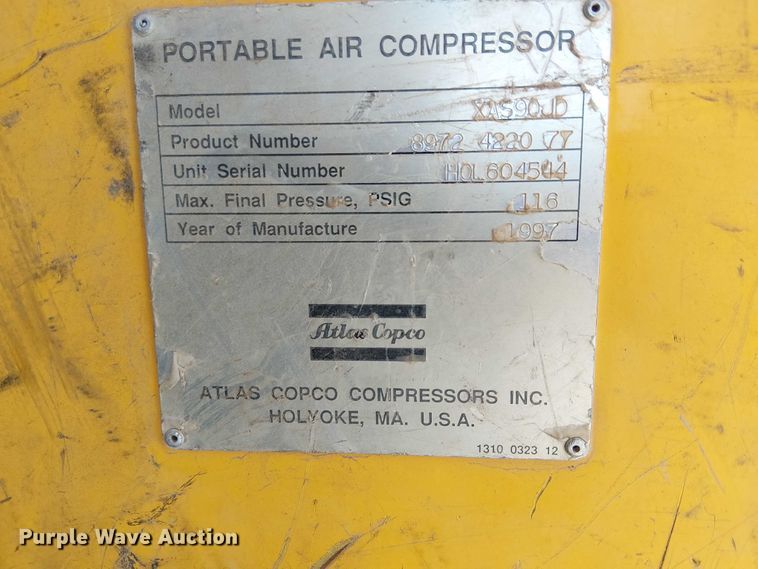 PORTABLE AIR COMPRESSOR
Model XAS90JD
Product Number 8972 4220 77
Unit Serial Number HOL604544
Max. Final Pressure, PSIG 116
Year of Manufacture 1997
Atlas Copco
ATLAS COPCO COMPRESSORS INC.
HOLYOKE, MA. U.S.A.
1310 0323 12
Purple Wave Auction